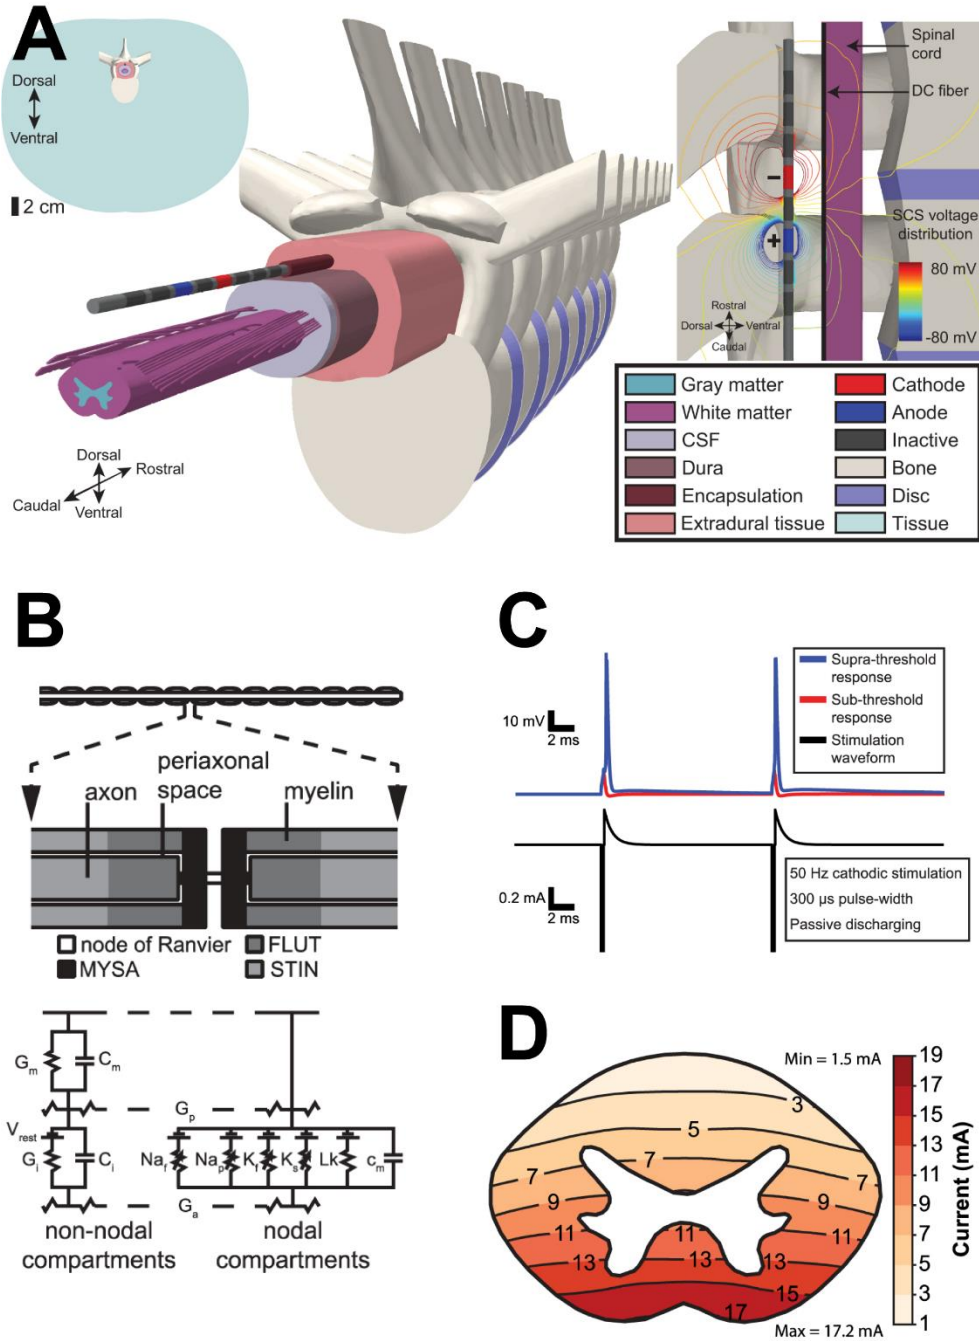 A
Dorsal
Ventral
2 cm
Dorsal
Rostral
Caudal
Ventral
Spinal
cord
DC fiber
−
+
SCS voltage
distribution
80 mV
-80 mV
Rostral
Dorsal
Ventral
Caudal
Gray matter
White matter
CSF
Dura
Encapsulation
Extradural tissue
Cathode
Anode
Inactive
Bone
Disc
Tissue
B
periaxonal
axon space myelin
node of Ranvier
FLUT
MYSA
STIN
Gm
Cm
Gp
Vrest
Gi
Ci
Naf
Nap
Kf
Ks
Lk
cm
Ga
non-nodal
compartments
nodal
compartments
C
10 mV
2 ms
Supra-threshold
response
Sub-threshold
response
Stimulation
waveform
0.2 mA
2 ms
50 Hz cathodic stimulation
300 µs pulse-width
Passive discharging
D
Min = 1.5 mA
3
5
7
7
7
9
9
11
11
11
13
13
13
15
17
Max = 17.2 mA
19
17
15
13
11
9
7
5
3
1
Current (mA)